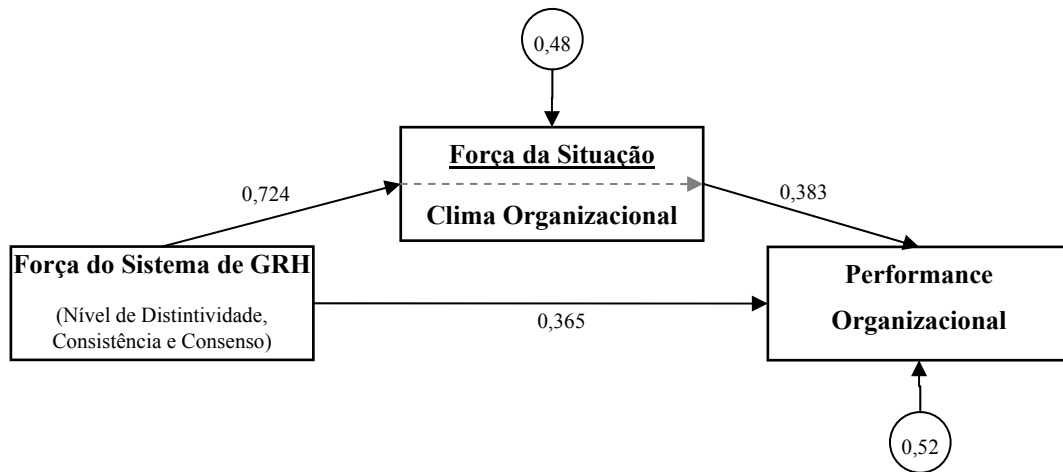 0,48
Força da Situação
0,724
0,383
Clima Organizacional
Força do Sistema de GRH
(Nível de Distintividade,
Consistência e Consenso)
0,365
Performance
Organizacional
0,52